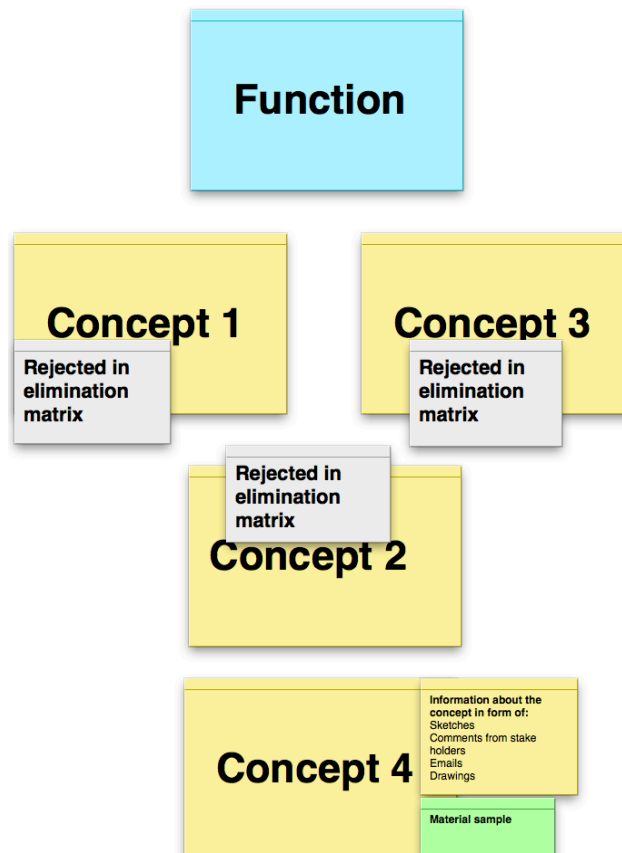 Function
Concept 1
Rejected in
elimination
matrix
Concept 3
Rejected in
elimination
matrix
Rejected in
elimination
matrix
Concept 2
Concept 4
Information about the
concept in form of:
Sketches
Comments from stake
holders
Emails
Drawings
Material sample